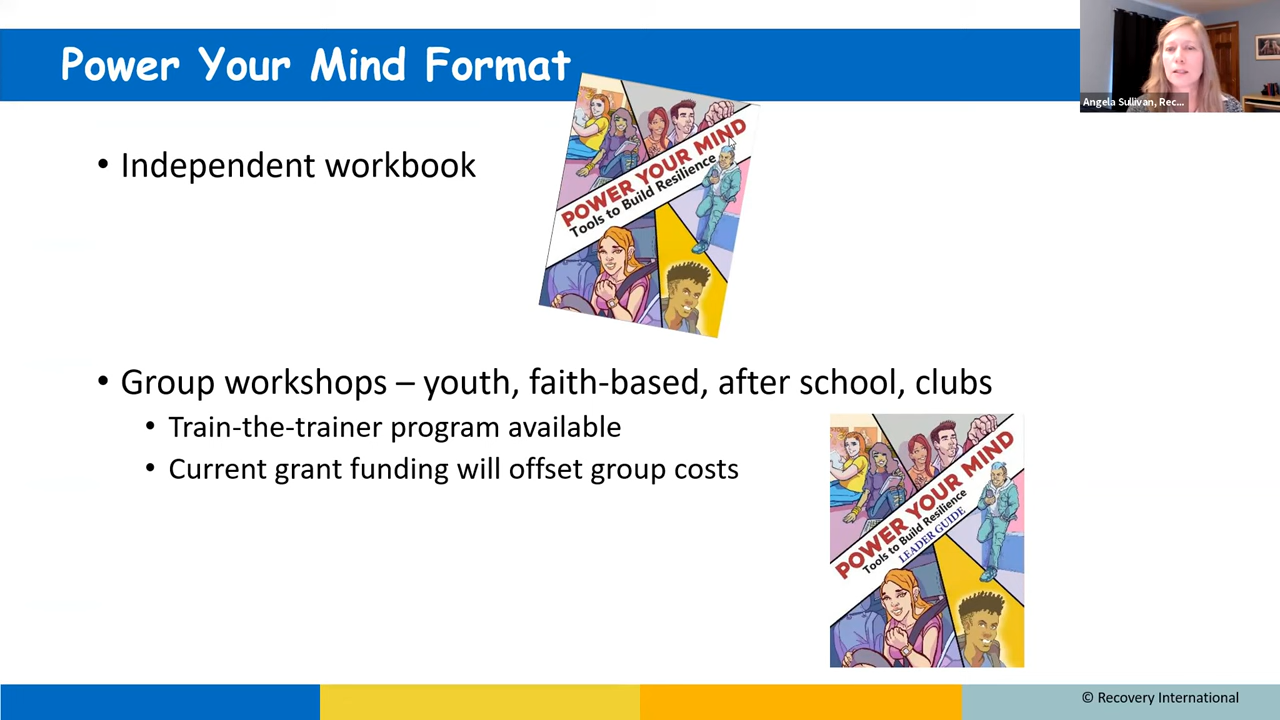 Power Your Mind Format
Angela Sullivan, Rec...
• Independent workbook
POWER YOUR MIND
Tools to Build Resilience
• Group workshops – youth, faith-based, after school, clubs
• Train-the-trainer program available
• Current grant funding will offset group costs
POWER YOUR MIND
Tools to Build Resilience
LEADER GUIDE
© Recovery International